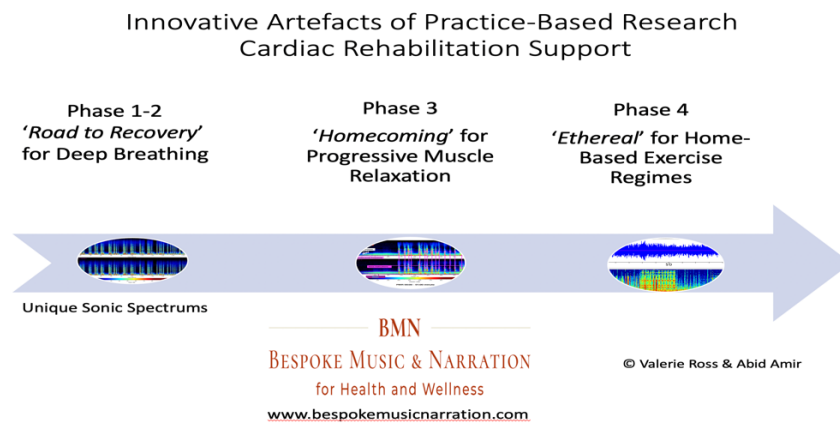 Innovative Artefacts of Practice-Based Research
Cardiac Rehabilitation Support
Phase 1-2
‘Road to Recovery’
for Deep Breathing
Phase 3
‘Homecoming’ for
Progressive Muscle
Relaxation
Phase 4
‘Ethereal’ for Home-
Based Exercise
Regimes
Unique Sonic Spectrums
BMN
BESPOKE MUSIC & NARRATION
for Health and Wellness
www.bespokemusicnarration.com
© Valerie Ross & Abid Amir